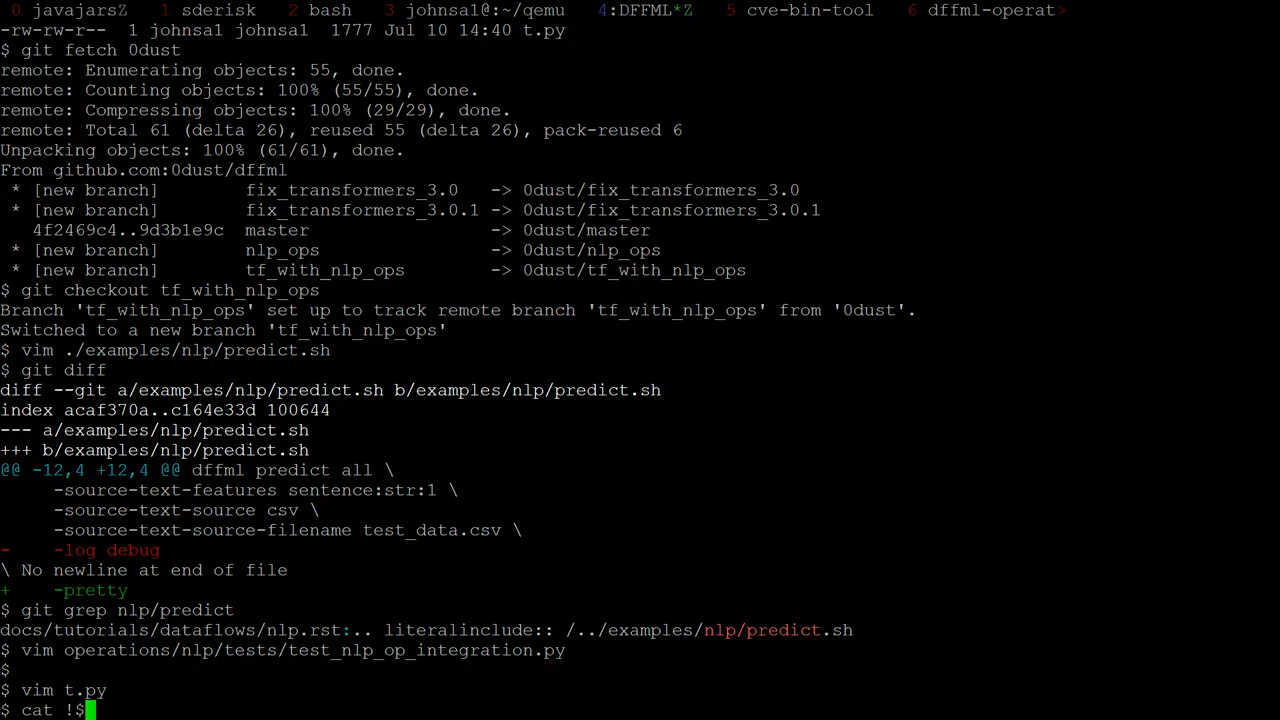 0 javajarsZ  1 sderisk  2 bash  3 johnsa1@:~/qemu  4:DFFML*Z  5 cve-bin-tool  6 dffml-operat>
-rw-rw-r-- 1 johnsa1 johnsa1 1777 Jul 10 14:40 t.py
$ git fetch 0dust
remote: Enumerating objects: 55, done.
remote: Counting objects: 100% (55/55), done.
remote: Compressing objects: 100% (29/29), done.
remote: Total 61 (delta 26), reused 55 (delta 26), pack-reused 6
Unpacking objects: 100% (61/61), done.
From github.com:0dust/dffml
 * [new branch]        fix_transformers_3.0   -> 0dust/fix_transformers_3.0
 * [new branch]        fix_transformers_3.0.1 -> 0dust/fix_transformers_3.0.1
   4f2469c4..9d3b1e9c  master                 -> 0dust/master
 * [new branch]        nlp_ops                -> 0dust/nlp_ops
 * [new branch]        tf_with_nlp_ops        -> 0dust/tf_with_nlp_ops
$ git checkout tf_with_nlp_ops
Branch 'tf_with_nlp_ops' set up to track remote branch 'tf_with_nlp_ops' from '0dust'.
Switched to a new branch 'tf_with_nlp_ops'
$ vim ./examples/nlp/predict.sh
$ git diff
diff --git a/examples/nlp/predict.sh b/examples/nlp/predict.sh
index acaf370a..c164e33d 100644
--- a/examples/nlp/predict.sh
+++ b/examples/nlp/predict.sh
@@ -12,4 +12,4 @@ dffml predict all \
     -source-text-features sentence:str:1 \
     -source-text-source csv \
     -source-text-source-filename test_data.csv \
-    -log debug
\ No newline at end of file
+    -pretty
$ git grep nlp/predict
docs/tutorials/dataflows/nlp.rst:.. literalinclude:: /../examples/nlp/predict.sh
$ vim operations/nlp/tests/test_nlp_op_integration.py
$
$ vim t.py
$ cat !$